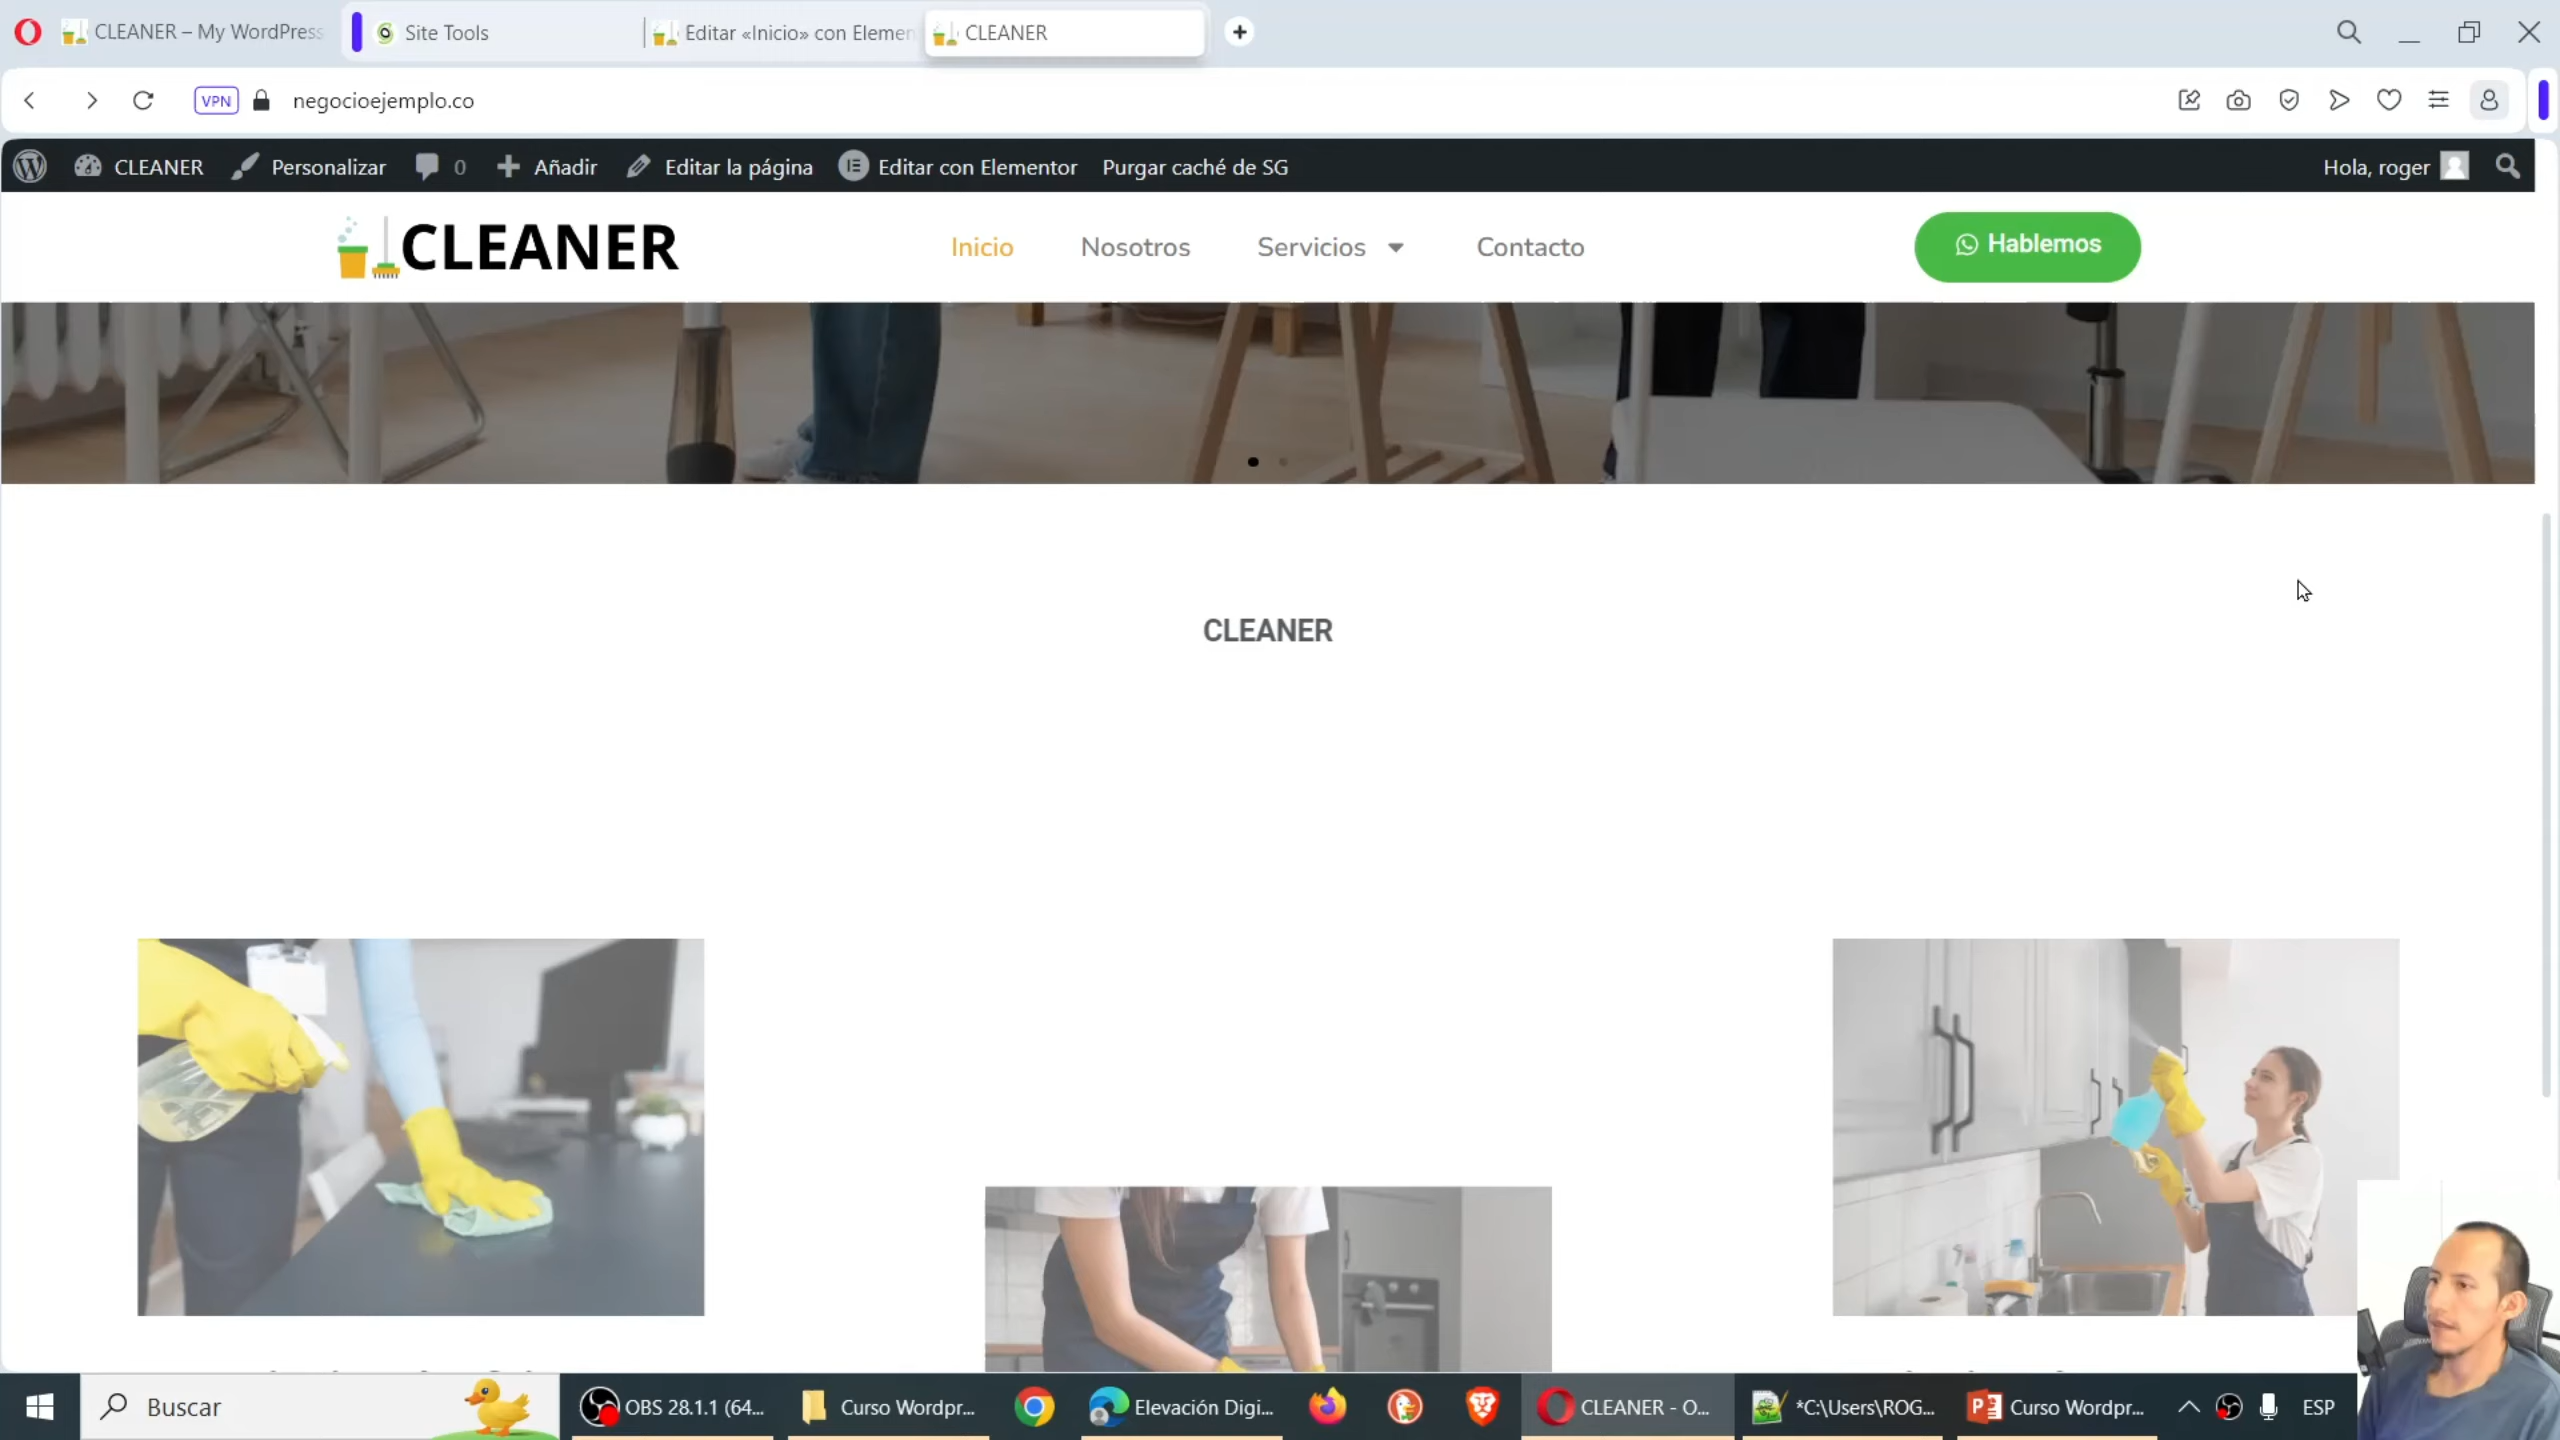 CLEANER – My WordPress
Site Tools
Editar «Inicio» con Elemen
CLEANER
VPN
negocioejemplo.co
CLEANER
Personalizar
0
Añadir
Editar la página
Editar con Elementor
Purgar caché de SG
Hola, roger
CLEANER
Inicio
Nosotros
Servicios
Contacto
Hablemos
CLEANER
Buscar
OBS 28.1.1 (64...
Curso Wordpr...
Elevación Digi...
CLEANER - O...
*C:\Users\ROG...
Curso Wordpr...
ESP